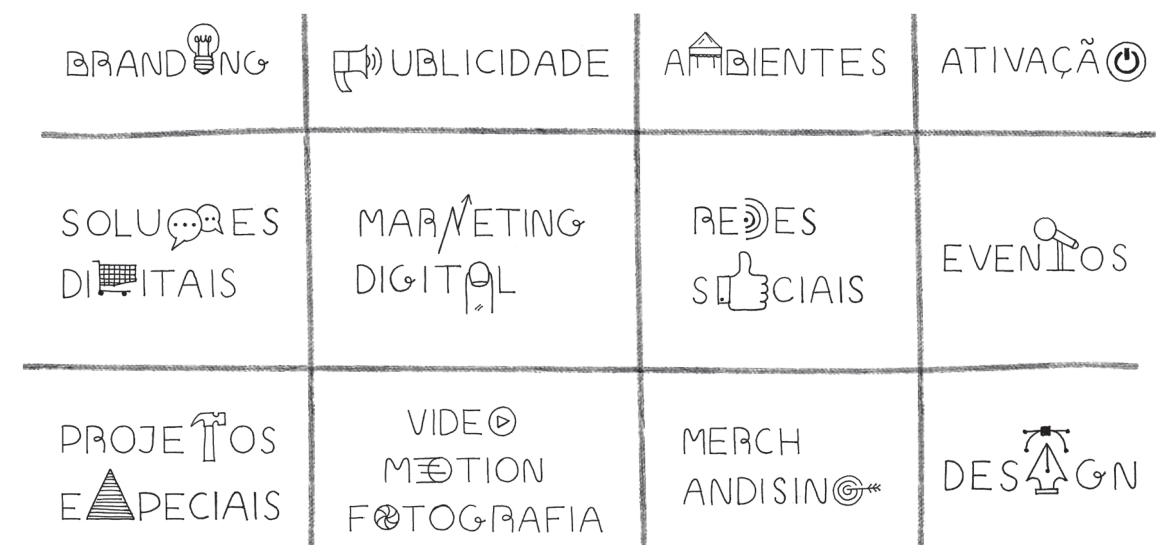 BRANDING
PUBLICIDADE
AMBIENTES
ATIVAÇÃO
SOLUÇÕES
DIGITAIS
MARKETING
DIGITAL
REDES
SOCIAIS
EVENTOS
PROJETOS
ESPECIAIS
VIDEO
MOTION
FOTOGRAFIA
MERCH
ANDISING
DESIGN